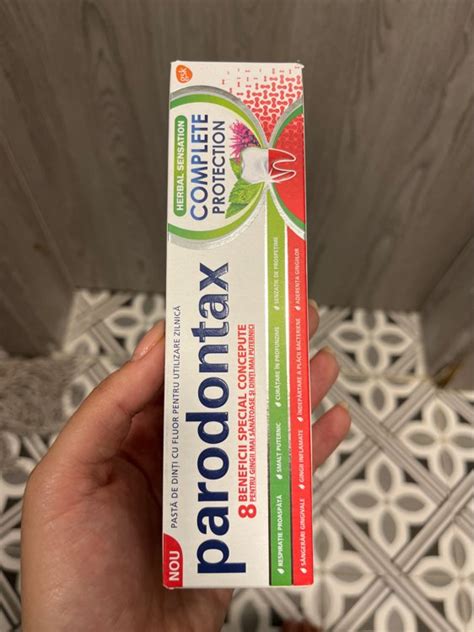 gsk
HERBAL SENSATION
COMPLETE
PROTECTION
PASTĂ DE DINȚI CU FLUOR PENTRU UTILIZARE ZILNICĂ
NOU
parodontax
8 BENEFICII SPECIAL CONCEPUTE
PENTRU GINGII MAI SĂNĂTOASE ȘI DINȚI MAI PUTERNICI
RESPIRAȚIE PROASPĂTĂ
SMALȚ PUTERNIC
CURĂȚARE ÎN PROFUNZIME
SENZAȚIE DE PROSPEȚIME
SÂNGERĂRI GINGIVALE
GINGII INFLAMATE
ÎNDEPĂRTARE A PLĂCII BACTERIENE
ADERENȚA GINGIILOR